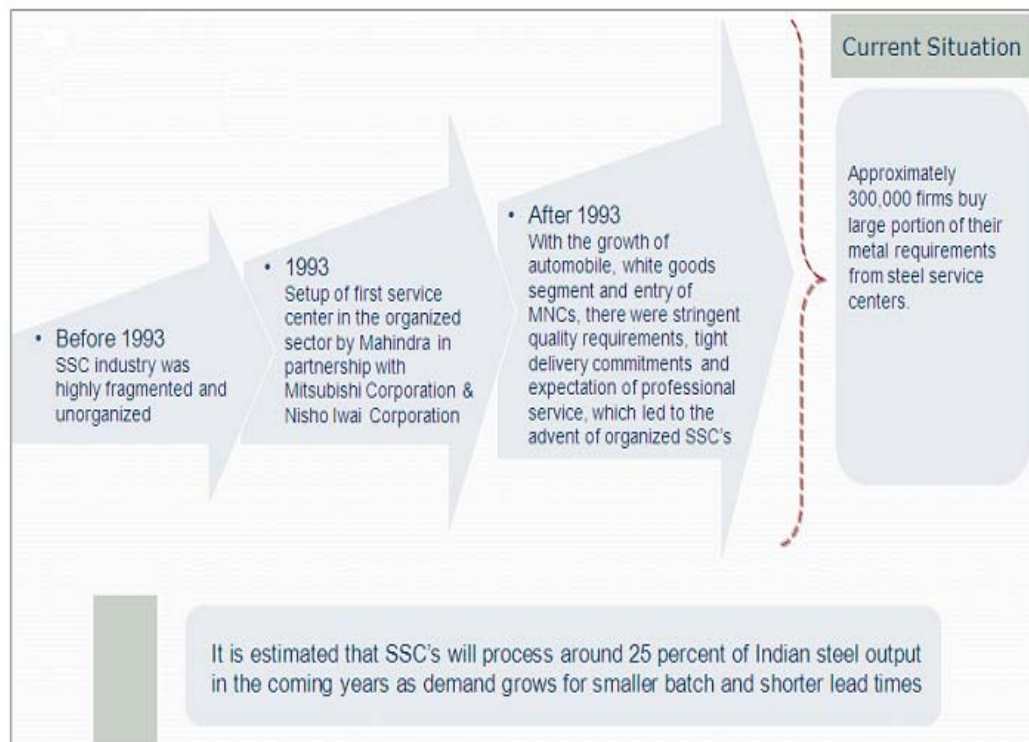 • Before 1993
SSC industry was
highly fragmented and
unorganized
• 1993
Setup of first service
center in the organized
sector by Mahindra in
partnership with
Mitsubishi Corporation &
Nisho Iwai Corporation
• After 1993
With the growth of
automobile, white goods
segment and entry of
MNCs, there were stringent
quality requirements, tight
delivery commitments and
expectation of professional
service, which led to the
advent of organized SSC's
Current Situation
Approximately
300,000 firms buy
large portion of their
metal requirements
from steel service
centers.
It is estimated that SSC's will process around 25 percent of Indian steel output
in the coming years as demand grows for smaller batch and shorter lead times